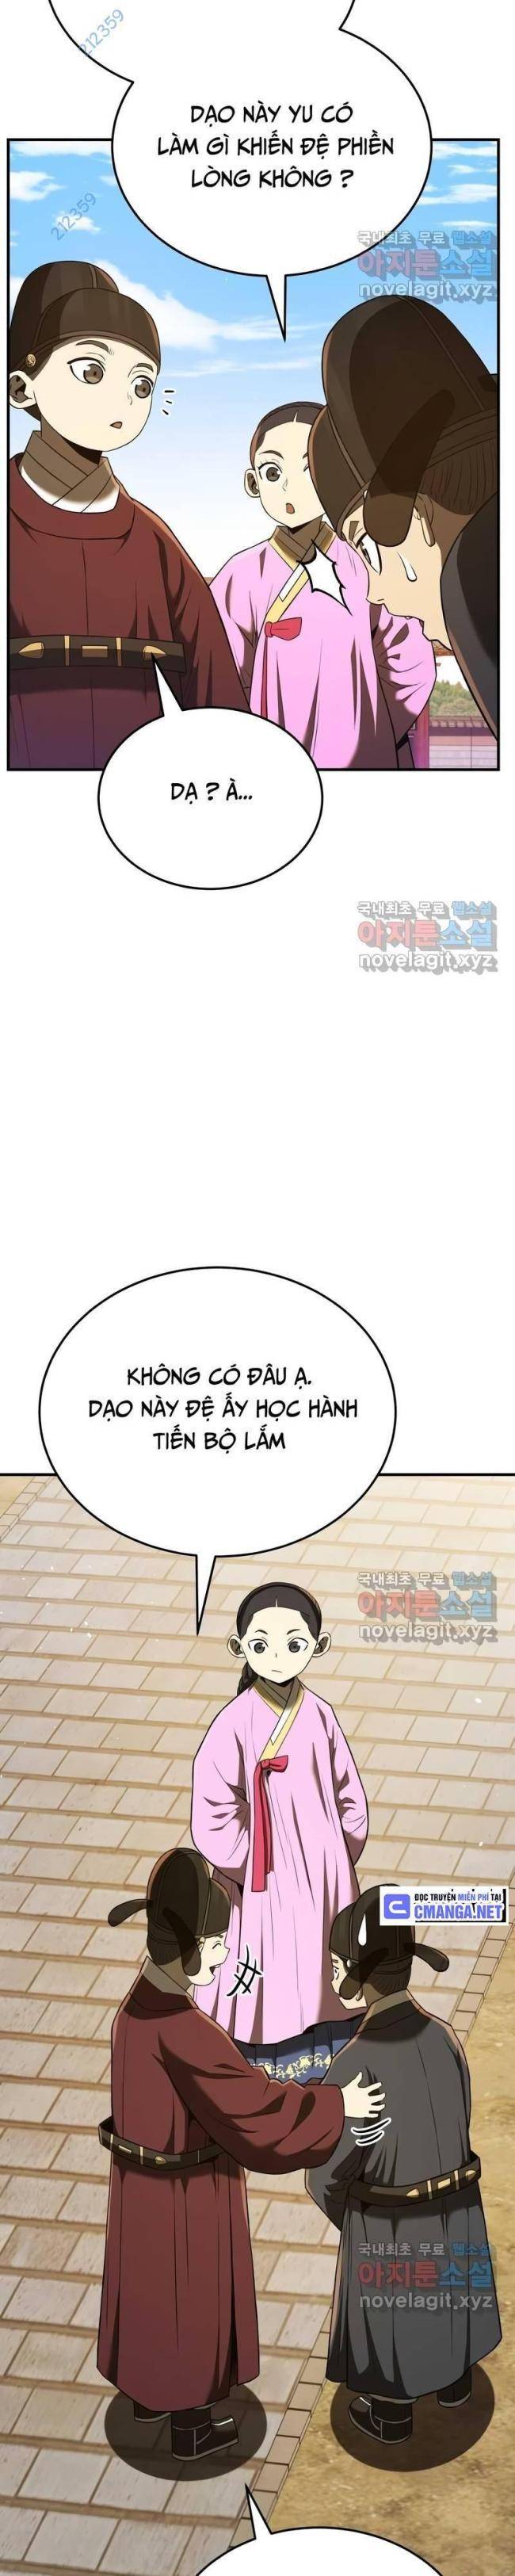 212359
DẠO NÀY YU CÓ
LÀM GÌ KHIẾN ĐỆ PHIỀN
LÒNG KHÔNG ?
212359
국내최초 무료 웹소설
아지툰소설
novelagit.xyz
DẠ ? À...
국내최초 무료 웹소설
아지툰소설
novelagit.xyz
KHÔNG CÓ ĐÂU Ạ.
DẠO NÀY ĐỆ ẤY HỌC HÀNH
TIẾN BỘ LẮM
국내최초 무료 웹소설
아지툰소설
novelagit.xyz
ĐỌC TRUYỆN MIỄN PHÍ TẠI
CMANGA.NET
국내최초 무료 웹소설
아지툰소설
novelagit.xyz